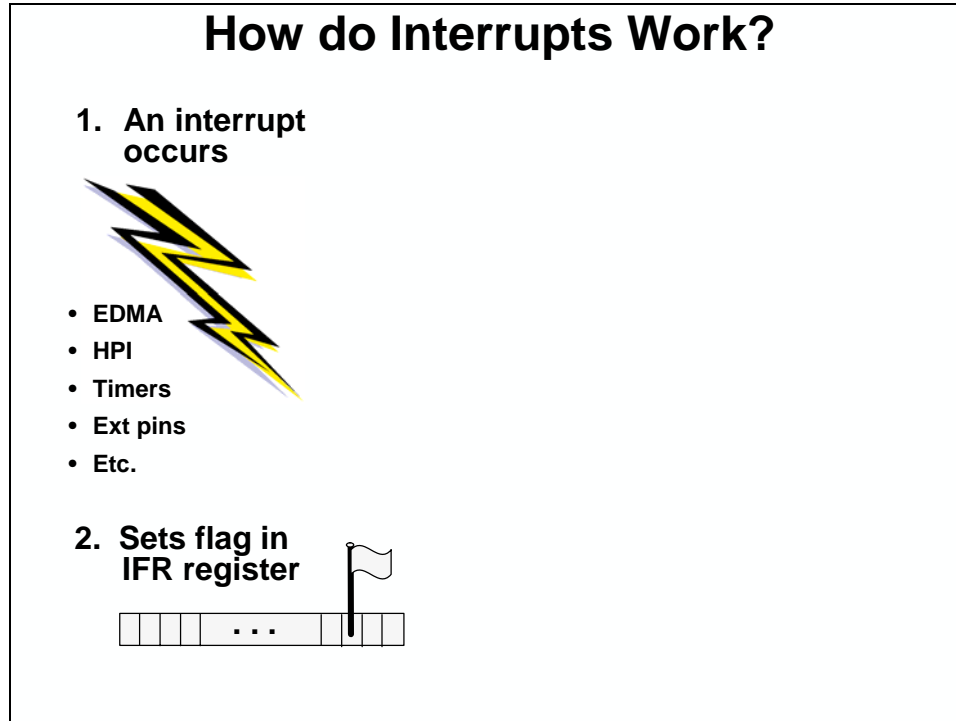 How do Interrupts Work?
1. An interrupt
occurs
• EDMA
• HPI
• Timers
• Ext pins
• Etc.
2. Sets flag in
IFR register
. . .